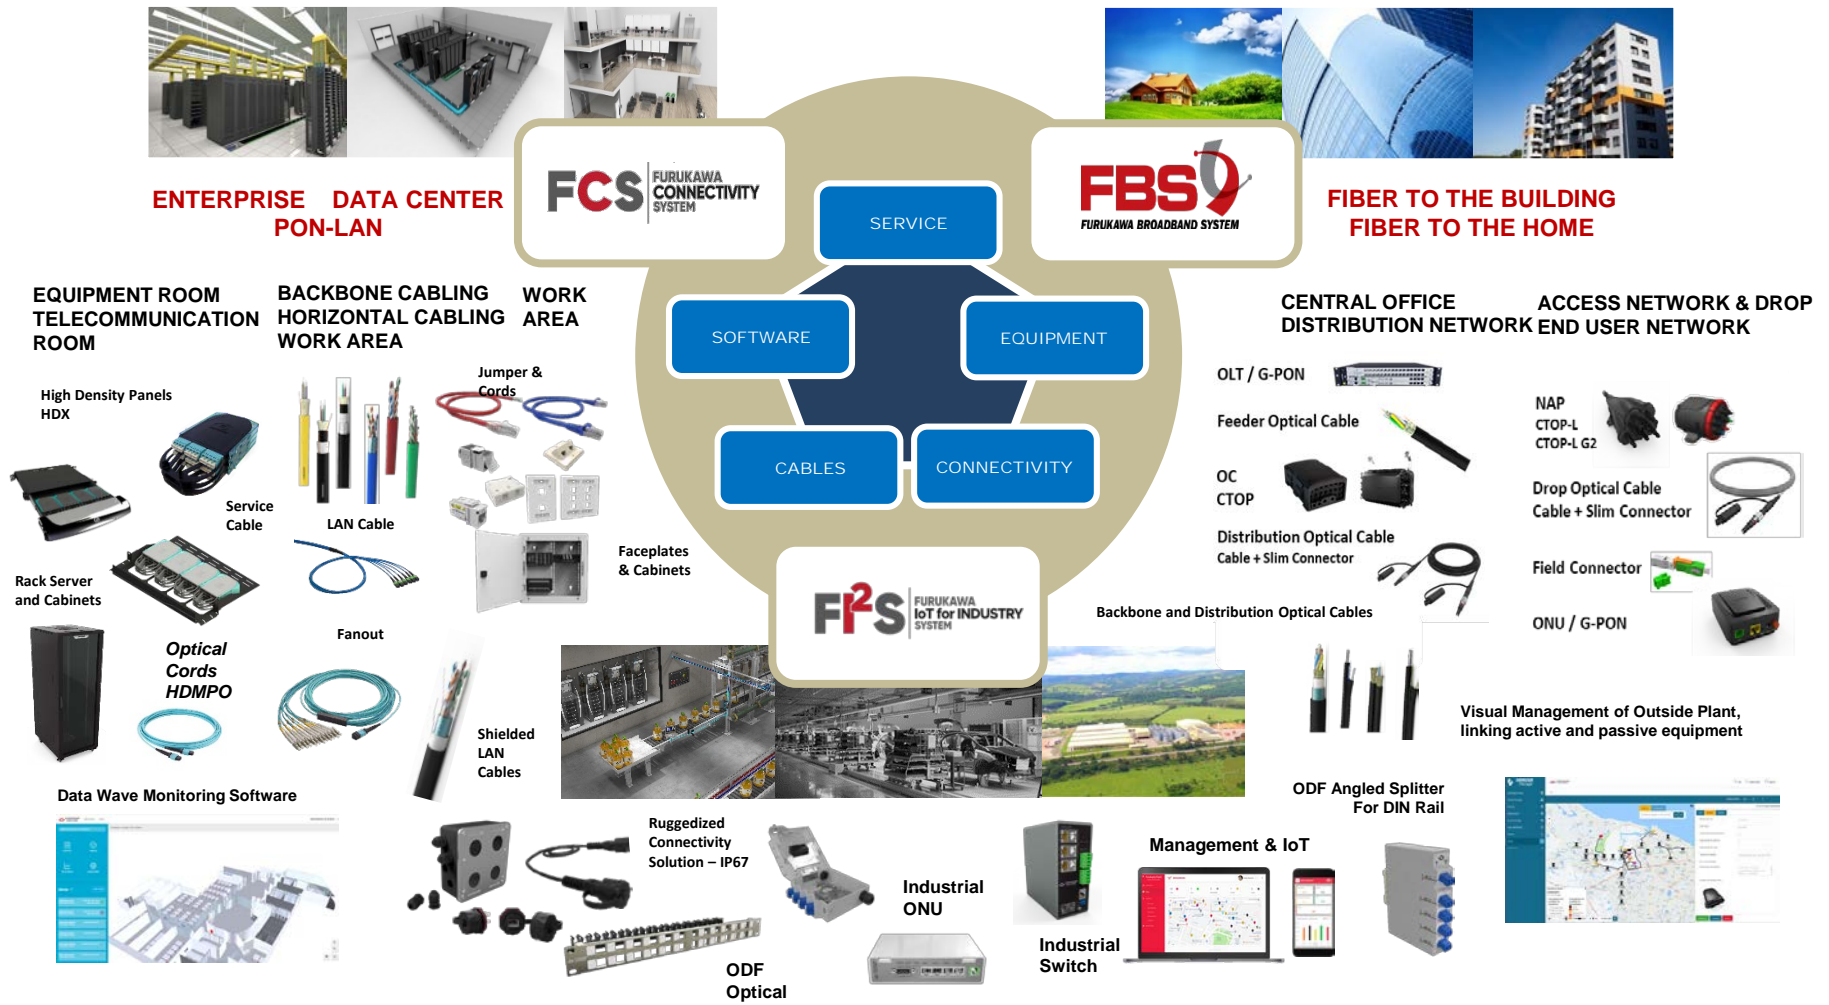 ENTERPRISE DATA CENTER
PON-LAN
FCS
FURUKAWA
CONNECTIVITY
SYSTEM
FBS
FURUKAWA BROADBAND SYSTEM
FIBER TO THE BUILDING
FIBER TO THE HOME
SERVICE
SOFTWARE
EQUIPMENT
CABLES
CONNECTIVITY
FI2S
FURUKAWA
IoT for INDUSTRY
SYSTEM
EQUIPMENT ROOM
TELECOMMUNICATION
ROOM
BACKBONE CABLING
HORIZONTAL CABLING
WORK AREA
WORK
AREA
High Density Panels
HDX
Service
Cable
Rack Server
and Cabinets
Optical
Cords
HDMPO
LAN Cable
Fanout
Jumper &
Cords
Faceplates
& Cabinets
Shielded
LAN
Cables
Data Wave Monitoring Software
CENTRAL OFFICE
DISTRIBUTION NETWORK
ACCESS NETWORK & DROP
END USER NETWORK
OLT / G-PON
Feeder Optical Cable
OC
CTOP
Distribution Optical Cable
Cable + Slim Connector
Backbone and Distribution Optical Cables
NAP
CTOP-L
CTOP-L G2
Drop Optical Cable
Cable + Slim Connector
Field Connector
ONU / G-PON
Visual Management of Outside Plant,
linking active and passive equipment
ODF Angled Splitter
For DIN Rail
Ruggedized
Connectivity
Solution – IP67
ODF
Optical
Industrial
ONU
Industrial
Switch
Management & IoT